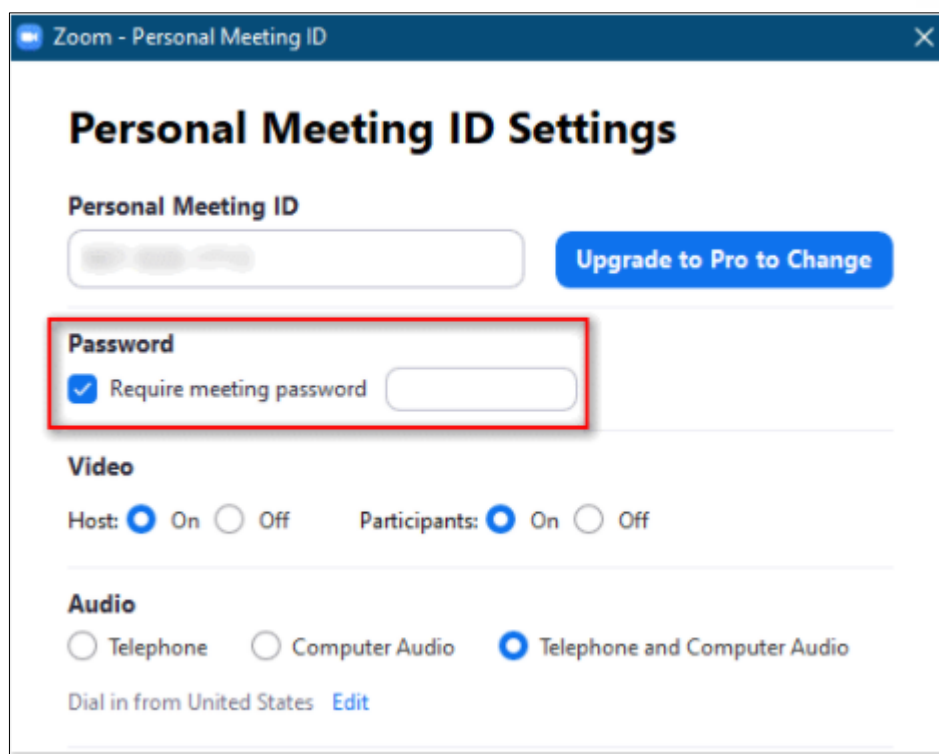 Zoom - Personal Meeting ID
Personal Meeting ID Settings
Personal Meeting ID
Upgrade to Pro to Change
Password
Require meeting password
Video
Host: On Off Participants: On Off
Audio
Telephone Computer Audio Telephone and Computer Audio
Dial in from United States Edit